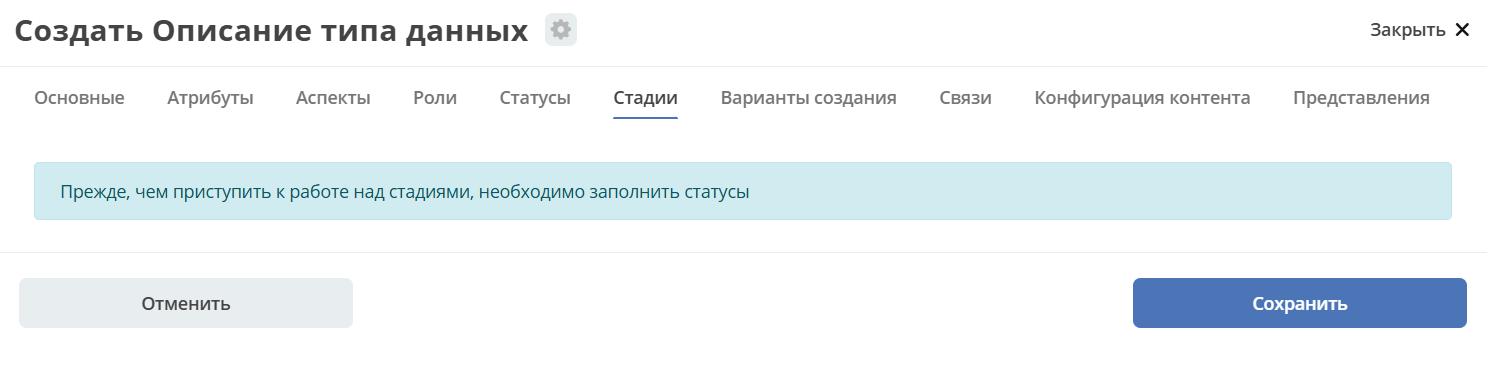 Создать Описание типа данных
Закрыть
Основные Атрибуты Аспекты Роли Статусы Стадии Варианты создания Связи Конфигурация контента Представления
Прежде, чем приступить к работе над стадиями, необходимо заполнить статусы
Отменить Сохранить